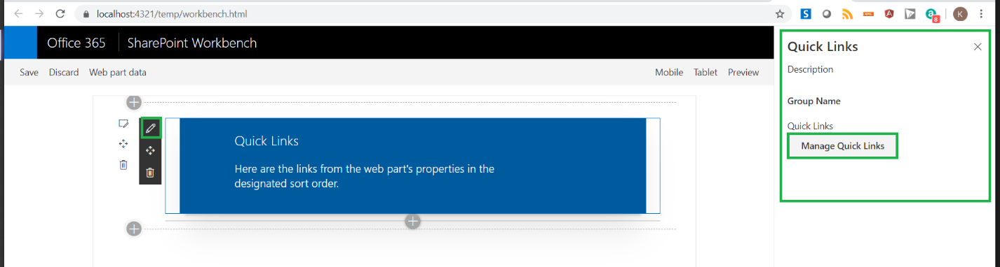 localhost:4321/temp/workbench.html
S
XML
A
a
8
K
Office 365
SharePoint Workbench
Save
Discard
Web part data
Mobile
Tablet
Preview
Quick Links
Here are the links from the web part's properties in the
designated sort order.
Quick Links
Description
Group Name
Quick Links
Manage Quick Links